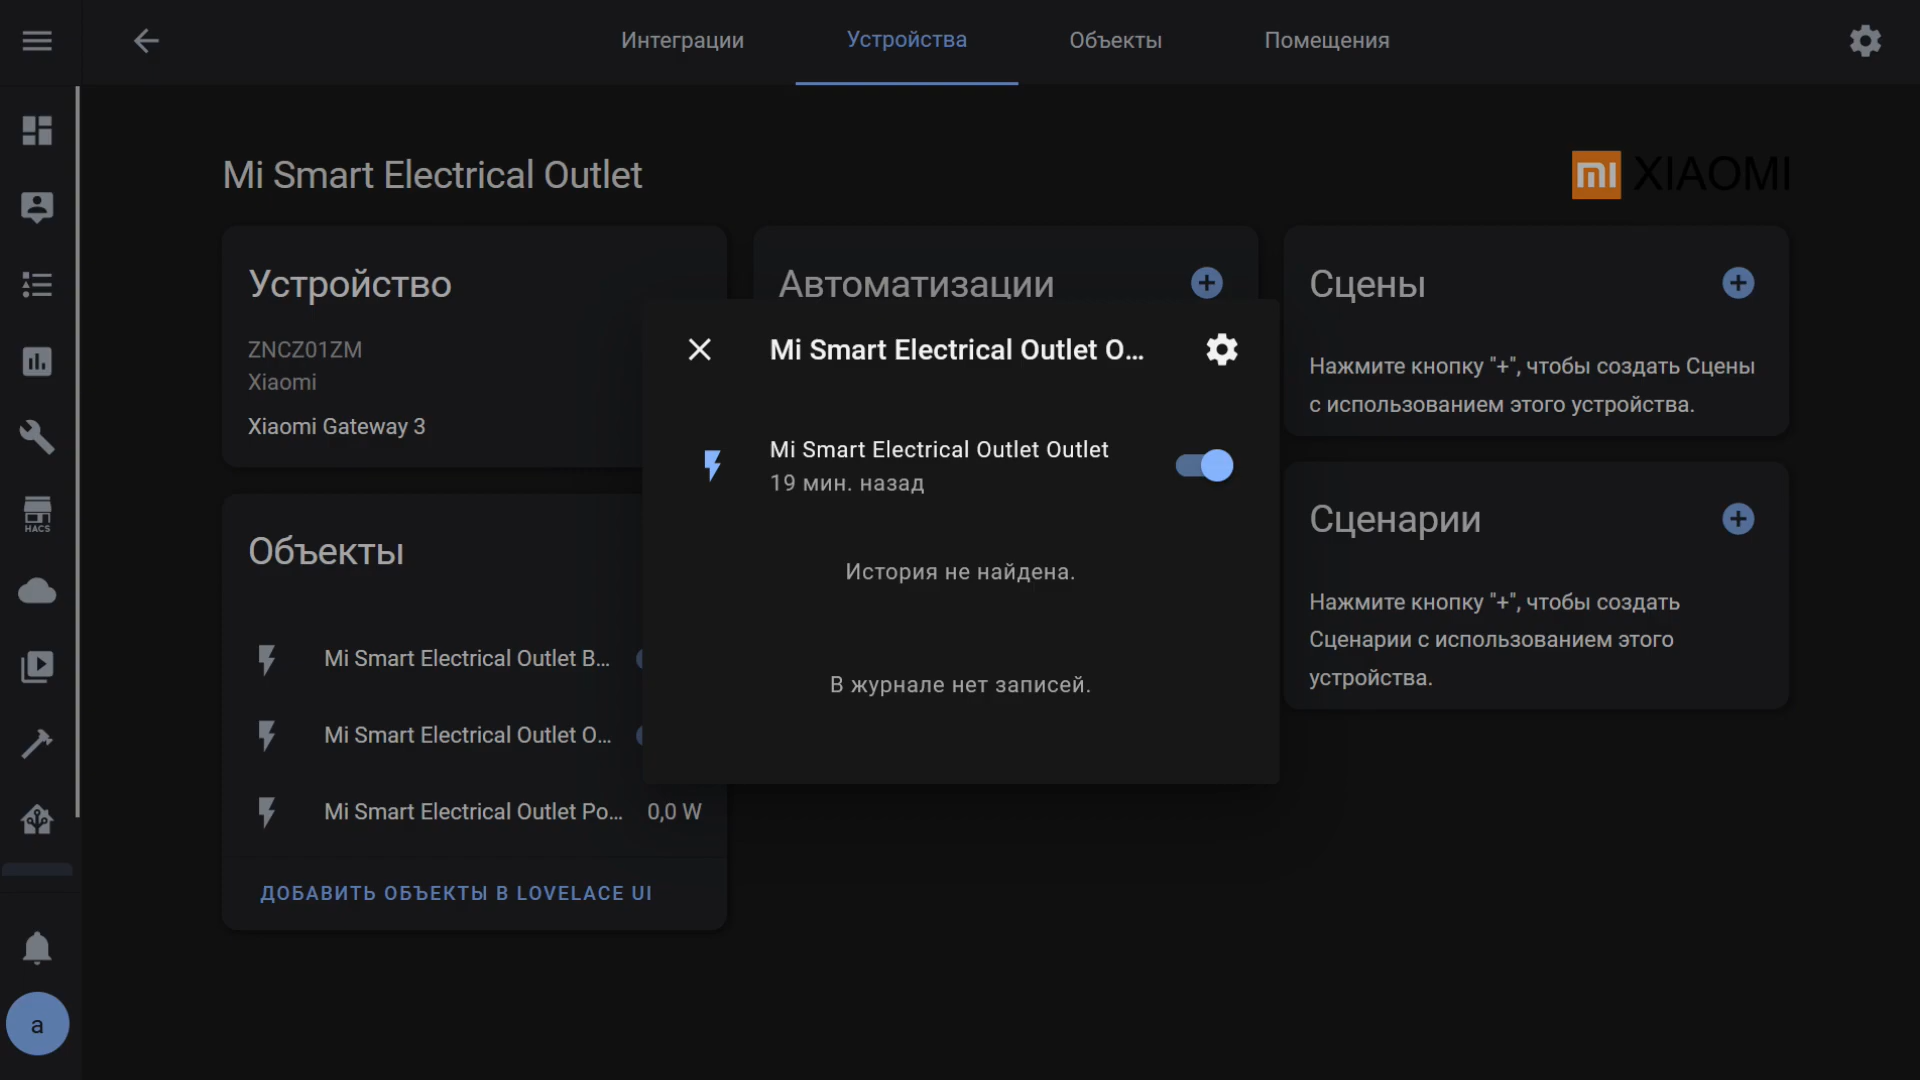 Интеграции
Устройства
Объекты
Помещения
Mi Smart Electrical Outlet
XIAOMI
Устройство
ZNCZ01ZM
Xiaomi
Xiaomi Gateway 3
Автоматизации
Сцены
Нажмите кнопку "+", чтобы создать Сцены
с использованием этого устройства.
Mi Smart Electrical Outlet O...
Mi Smart Electrical Outlet Outlet
19 мин. назад
История не найдена.
В журнале нет записей.
Сценарии
Нажмите кнопку "+", чтобы создать
Сценарии с использованием этого
устройства.
Объекты
Mi Smart Electrical Outlet B...
Mi Smart Electrical Outlet O...
Mi Smart Electrical Outlet Po... 0,0 W
ДОБАВИТЬ ОБЪЕКТЫ В LOVELACE UI
HACS
a